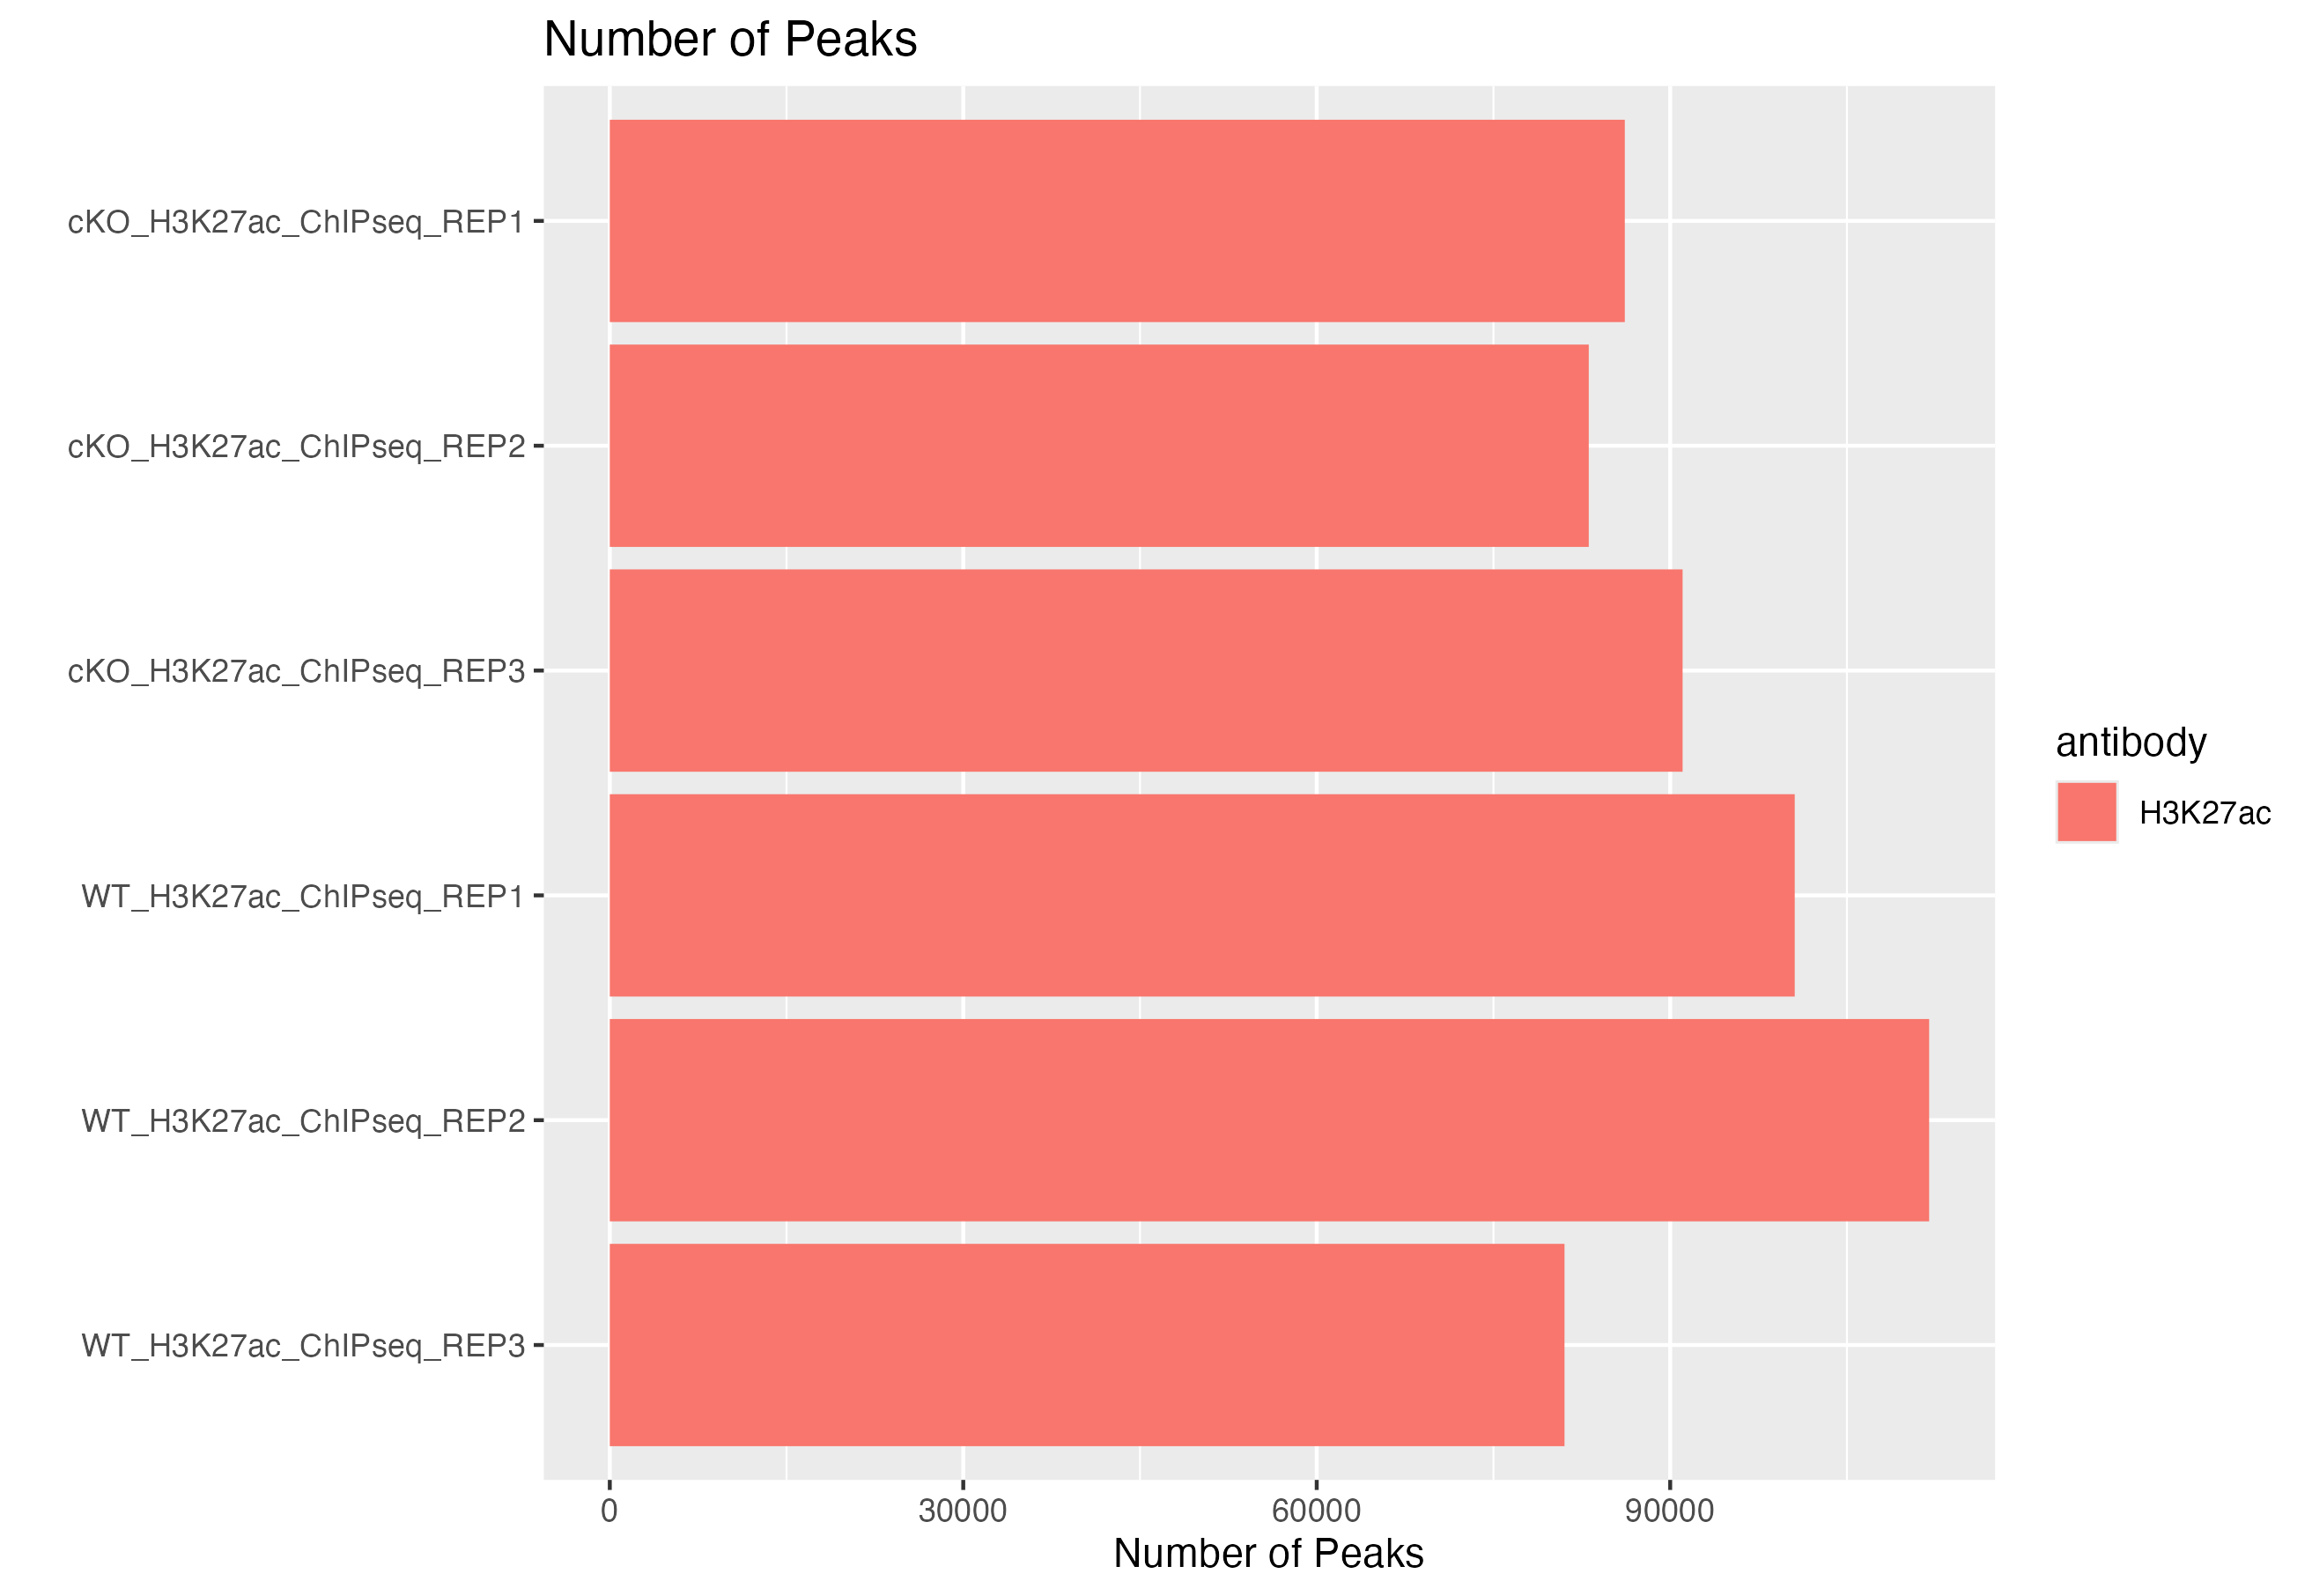 Number of Peaks
cKO_H3K27ac_ChIPseq_REP1
cKO_H3K27ac_ChIPseq_REP2
cKO_H3K27ac_ChIPseq_REP3
WT_H3K27ac_ChIPseq_REP1
WT_H3K27ac_ChIPseq_REP2
WT_H3K27ac_ChIPseq_REP3
0 30000 60000 90000
Number of Peaks
antibody
H3K27ac